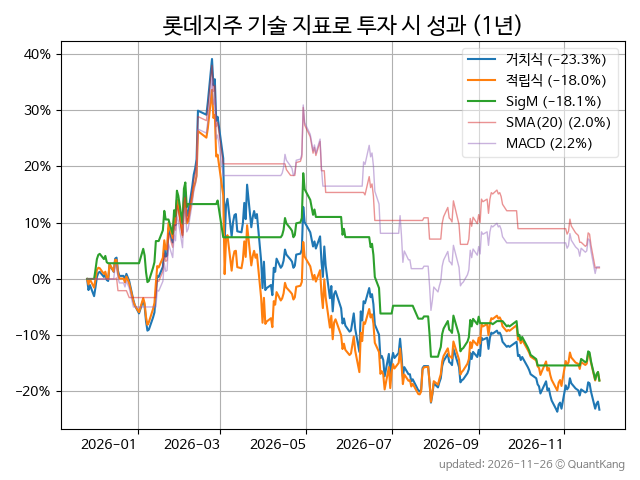 롯데지주 기술 지표로 투자 시 성과 (1년)
거치식 (−23.3%)
적립식 (−18.0%)
SigM (−18.1%)
SMA(20) (2.0%)
MACD (2.2%)
40%
30%
20%
10%
0%
−10%
−20%
2026-01 2026-03 2026-05 2026-07 2026-09 2026-11
updated: 2026-11-26 © QuantKang